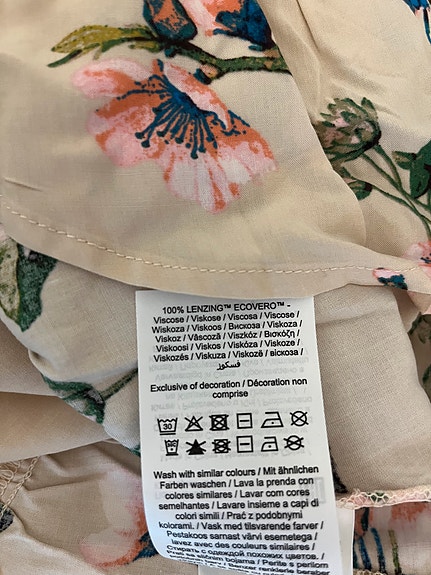 100% LENZING™ ECOVERO™ -
Viscose / Viskose / Viscosa / Viscose /
Wiskoza / Viskoos / Вискоза / Viskoza /
Viskoz / Vâscoză / Viszkóz / Βισκόζη /
Viskoosi / Viskos / Viskóza / Viskoze /
Viskozës / Viskuza / Viskozë / віскоза /
فسكوز
Exclusive of decoration / Décoration non
comprise
30
Wash with similar colours / Mit ähnlichen
Farben waschen / Lava la prenda con
colores similares / Lavar com cores
semelhantes / Lavare insieme a capi di
colori simili / Prać z podobnymi
kolorami. / Vask med tilsvarende farver /
Pestakoos samast värvi esemetega /
lavez avec des couleurs similaires /
Стирать с одеждой похожих цветов. /